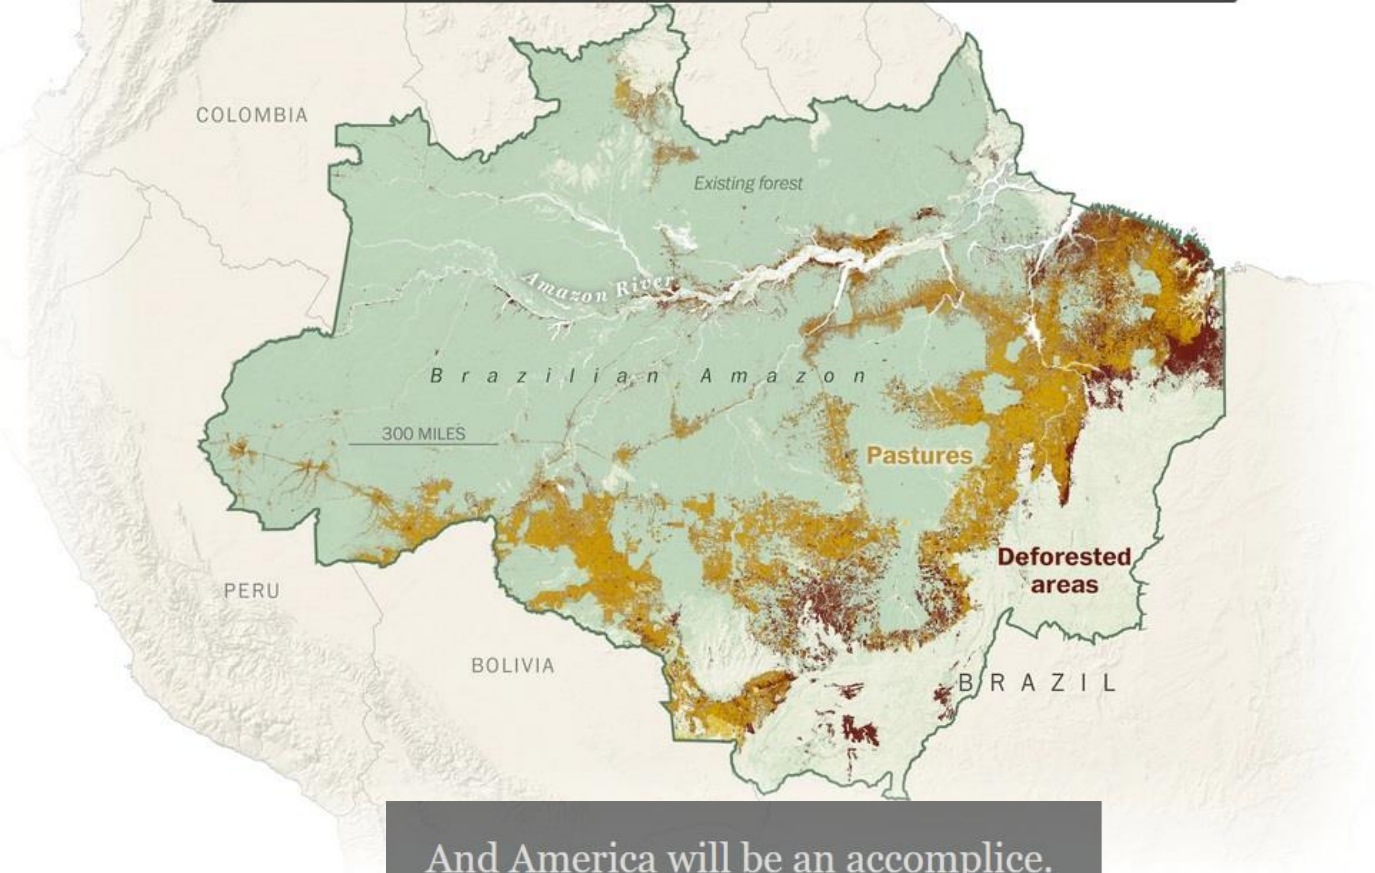 COLOMBIA
Existing forest
Amazon River
Brazilian Amazon
300 MILES
Pastures
Deforested
areas
PERU
BOLIVIA
BRAZIL
And America will be an accomplice.